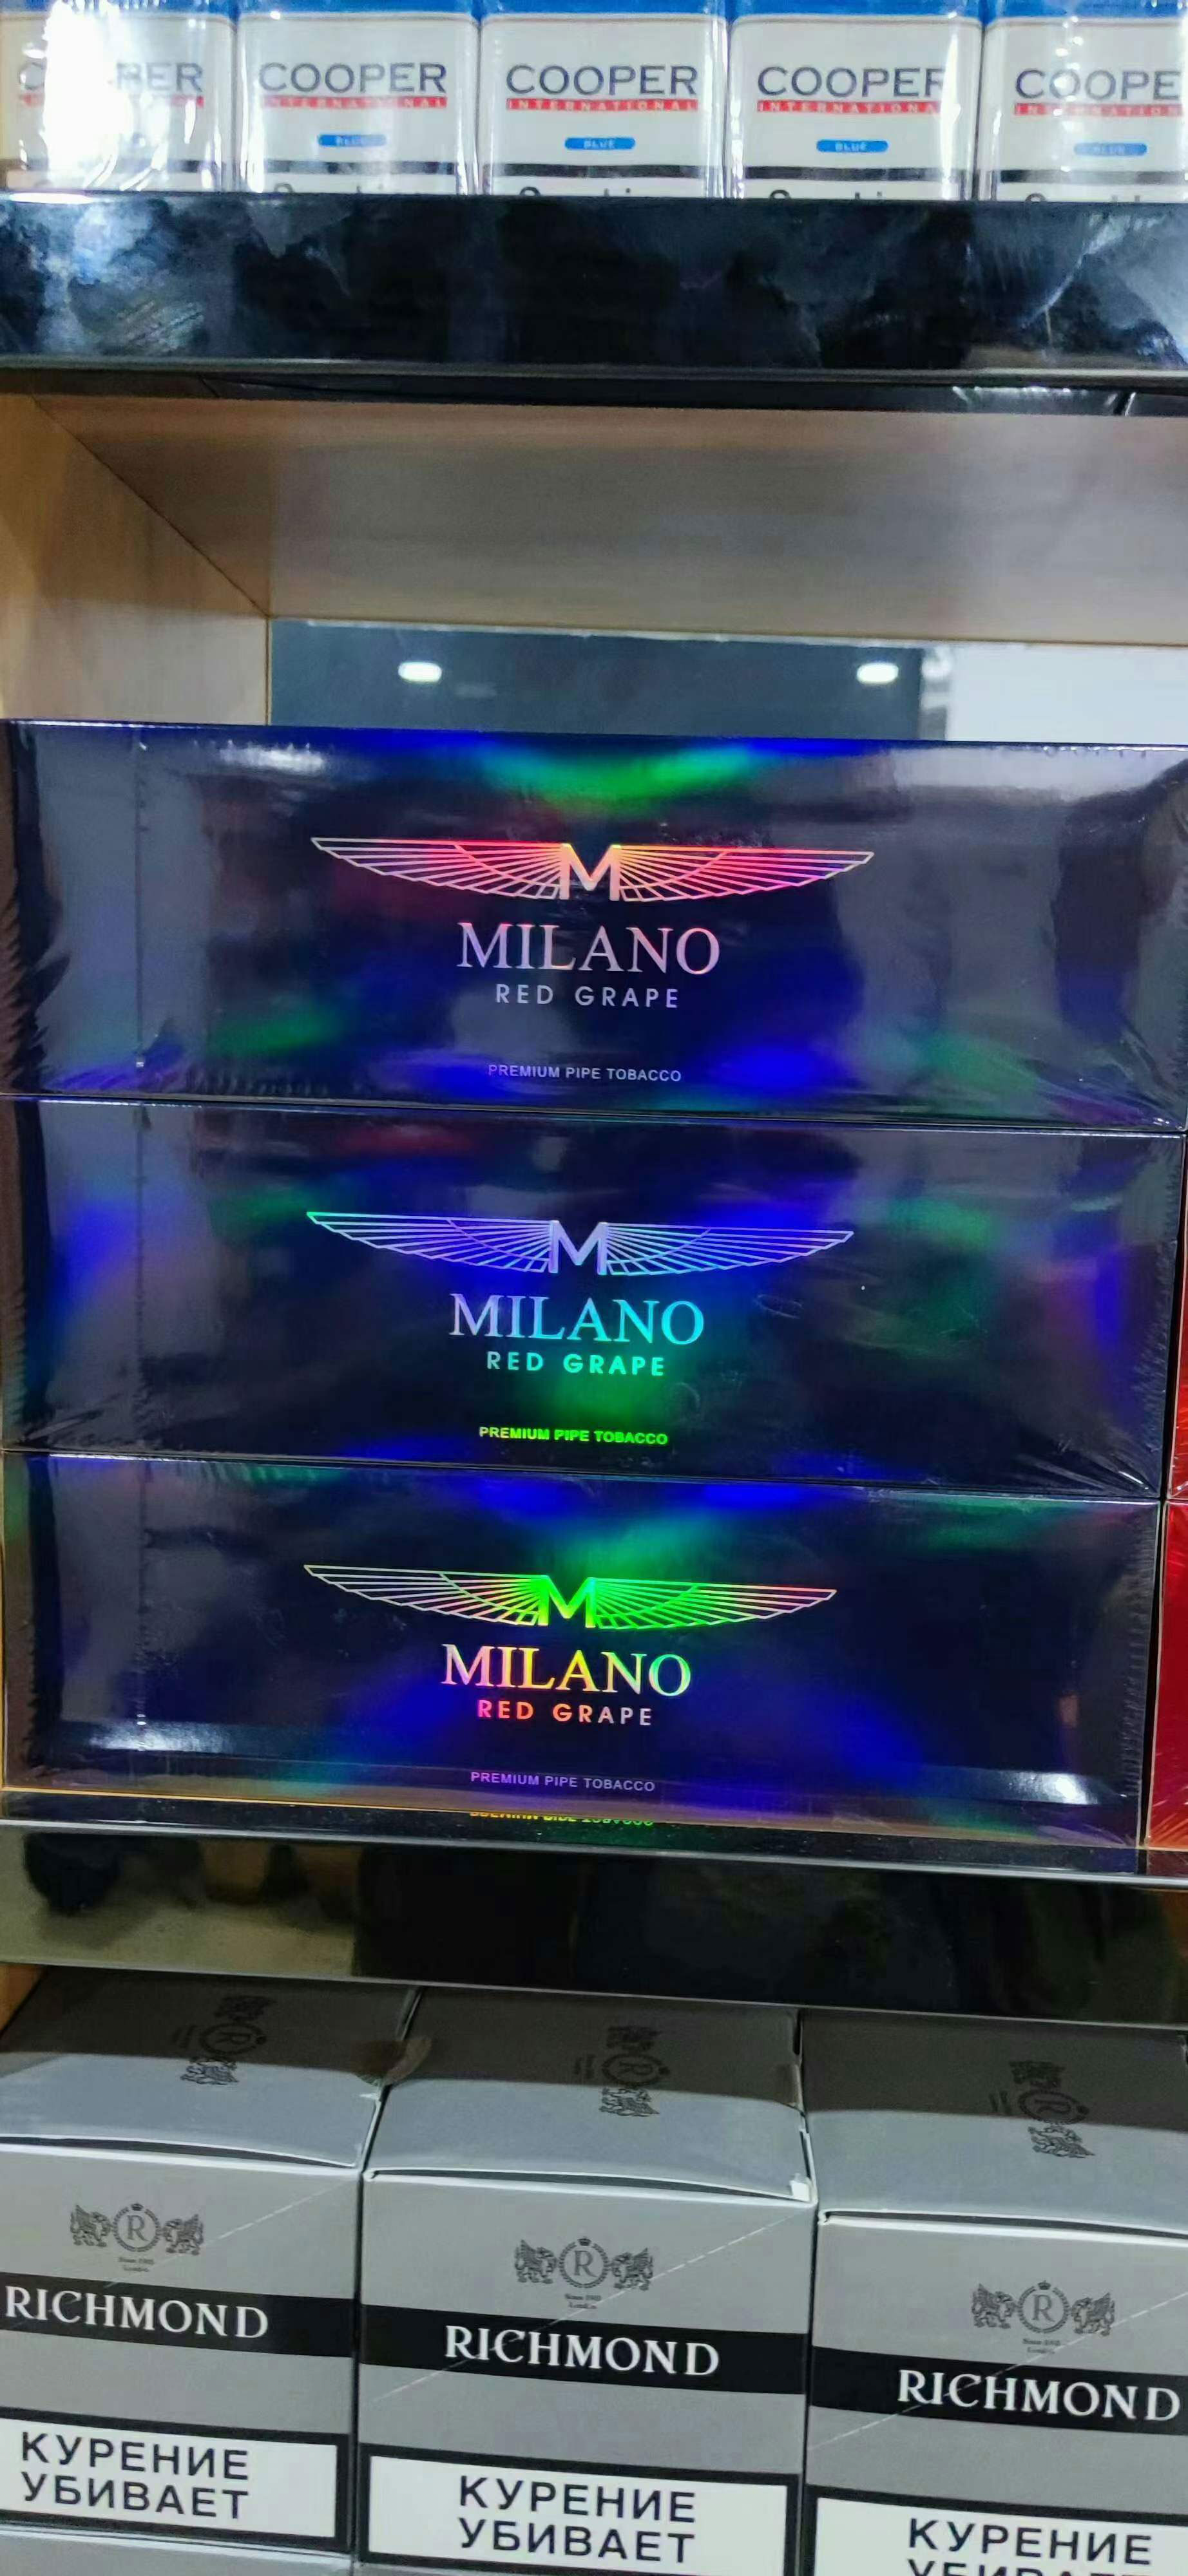 COOPER
INTERNATIONAL
BLUE
COOPER
INTERNATIONAL
BLUE
COOPER
INTERNATIONAL
BLUE
COOPE
BLUE
M
MILANO
RED GRAPE
PREMIUM PIPE TOBACCO
M
MILANO
RED GRAPE
PREMIUM PIPE TOBACCO
M
MILANO
RED GRAPE
PREMIUM PIPE TOBACCO
R
RICHMOND
КУРЕНИЕ
УБИВАЕТ
R
RICHMOND
КУРЕНИЕ
УБИВАЕТ
R
RICHMOND
КУРЕНИЕ